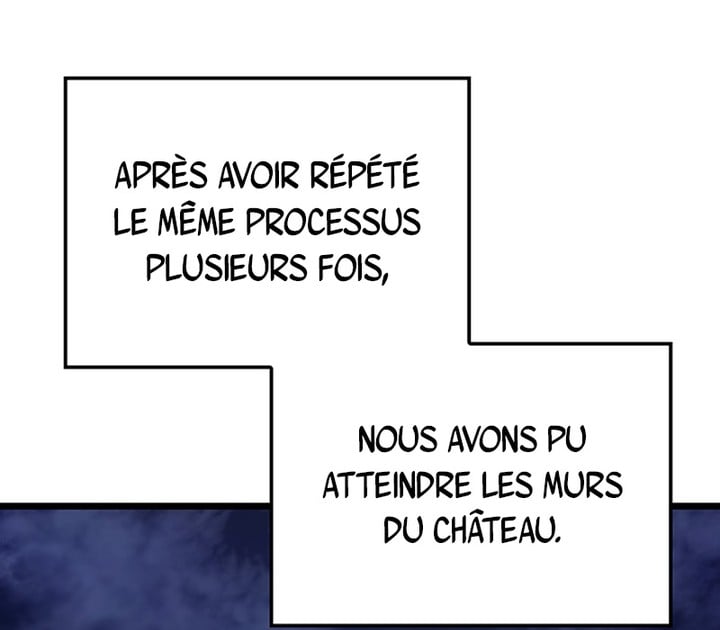 APRÈS AVOIR RÉPÉTÉ
LE MÊME PROCESSUS
PLUSIEURS FOIS,
NOUS AVONS PU
ATTEINDRE LES MURS
DU CHÂTEAU.